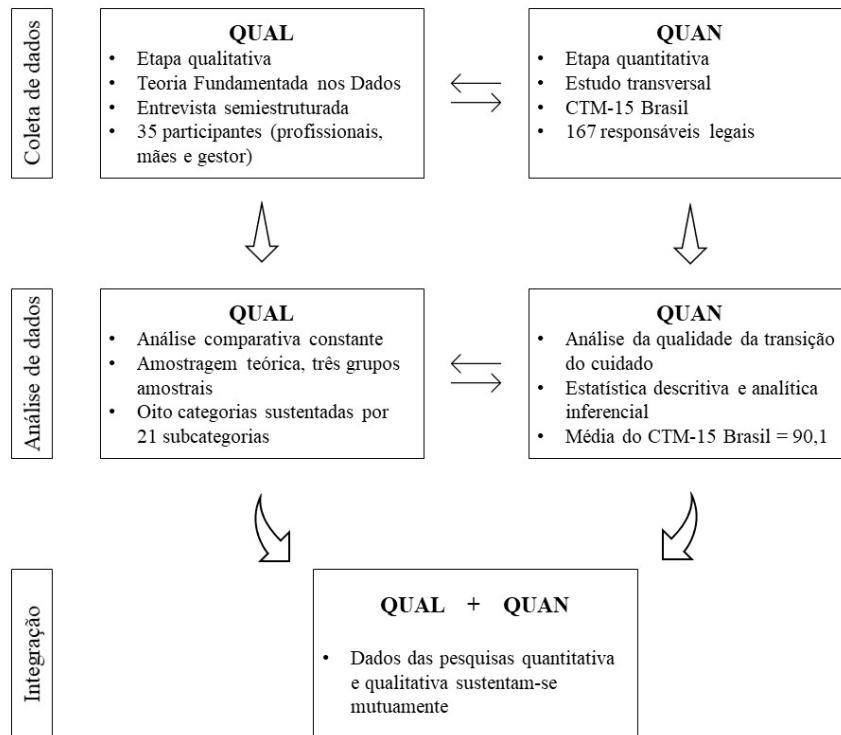 Coleta de dados
QUAL
• Etapa qualitativa
• Teoria Fundamentada nos Dados
• Entrevista semiestruturada
• 35 participantes (profissionais,
mães e gestor)
QUAN
• Etapa quantitativa
• Estudo transversal
• CTM-15 Brasil
• 167 responsáveis legais
Análise de dados
QUAL
• Análise comparativa constante
• Amostragem teórica, três grupos
amostrais
• Oito categorias sustentadas por
21 subcategorias
QUAN
• Análise da qualidade da transição
do cuidado
• Estatística descritiva e analítica
inferencial
• Média do CTM-15 Brasil = 90,1
Integração
QUAL + QUAN
• Dados das pesquisas quantitativa
e qualitativa sustentam-se
mutuamente